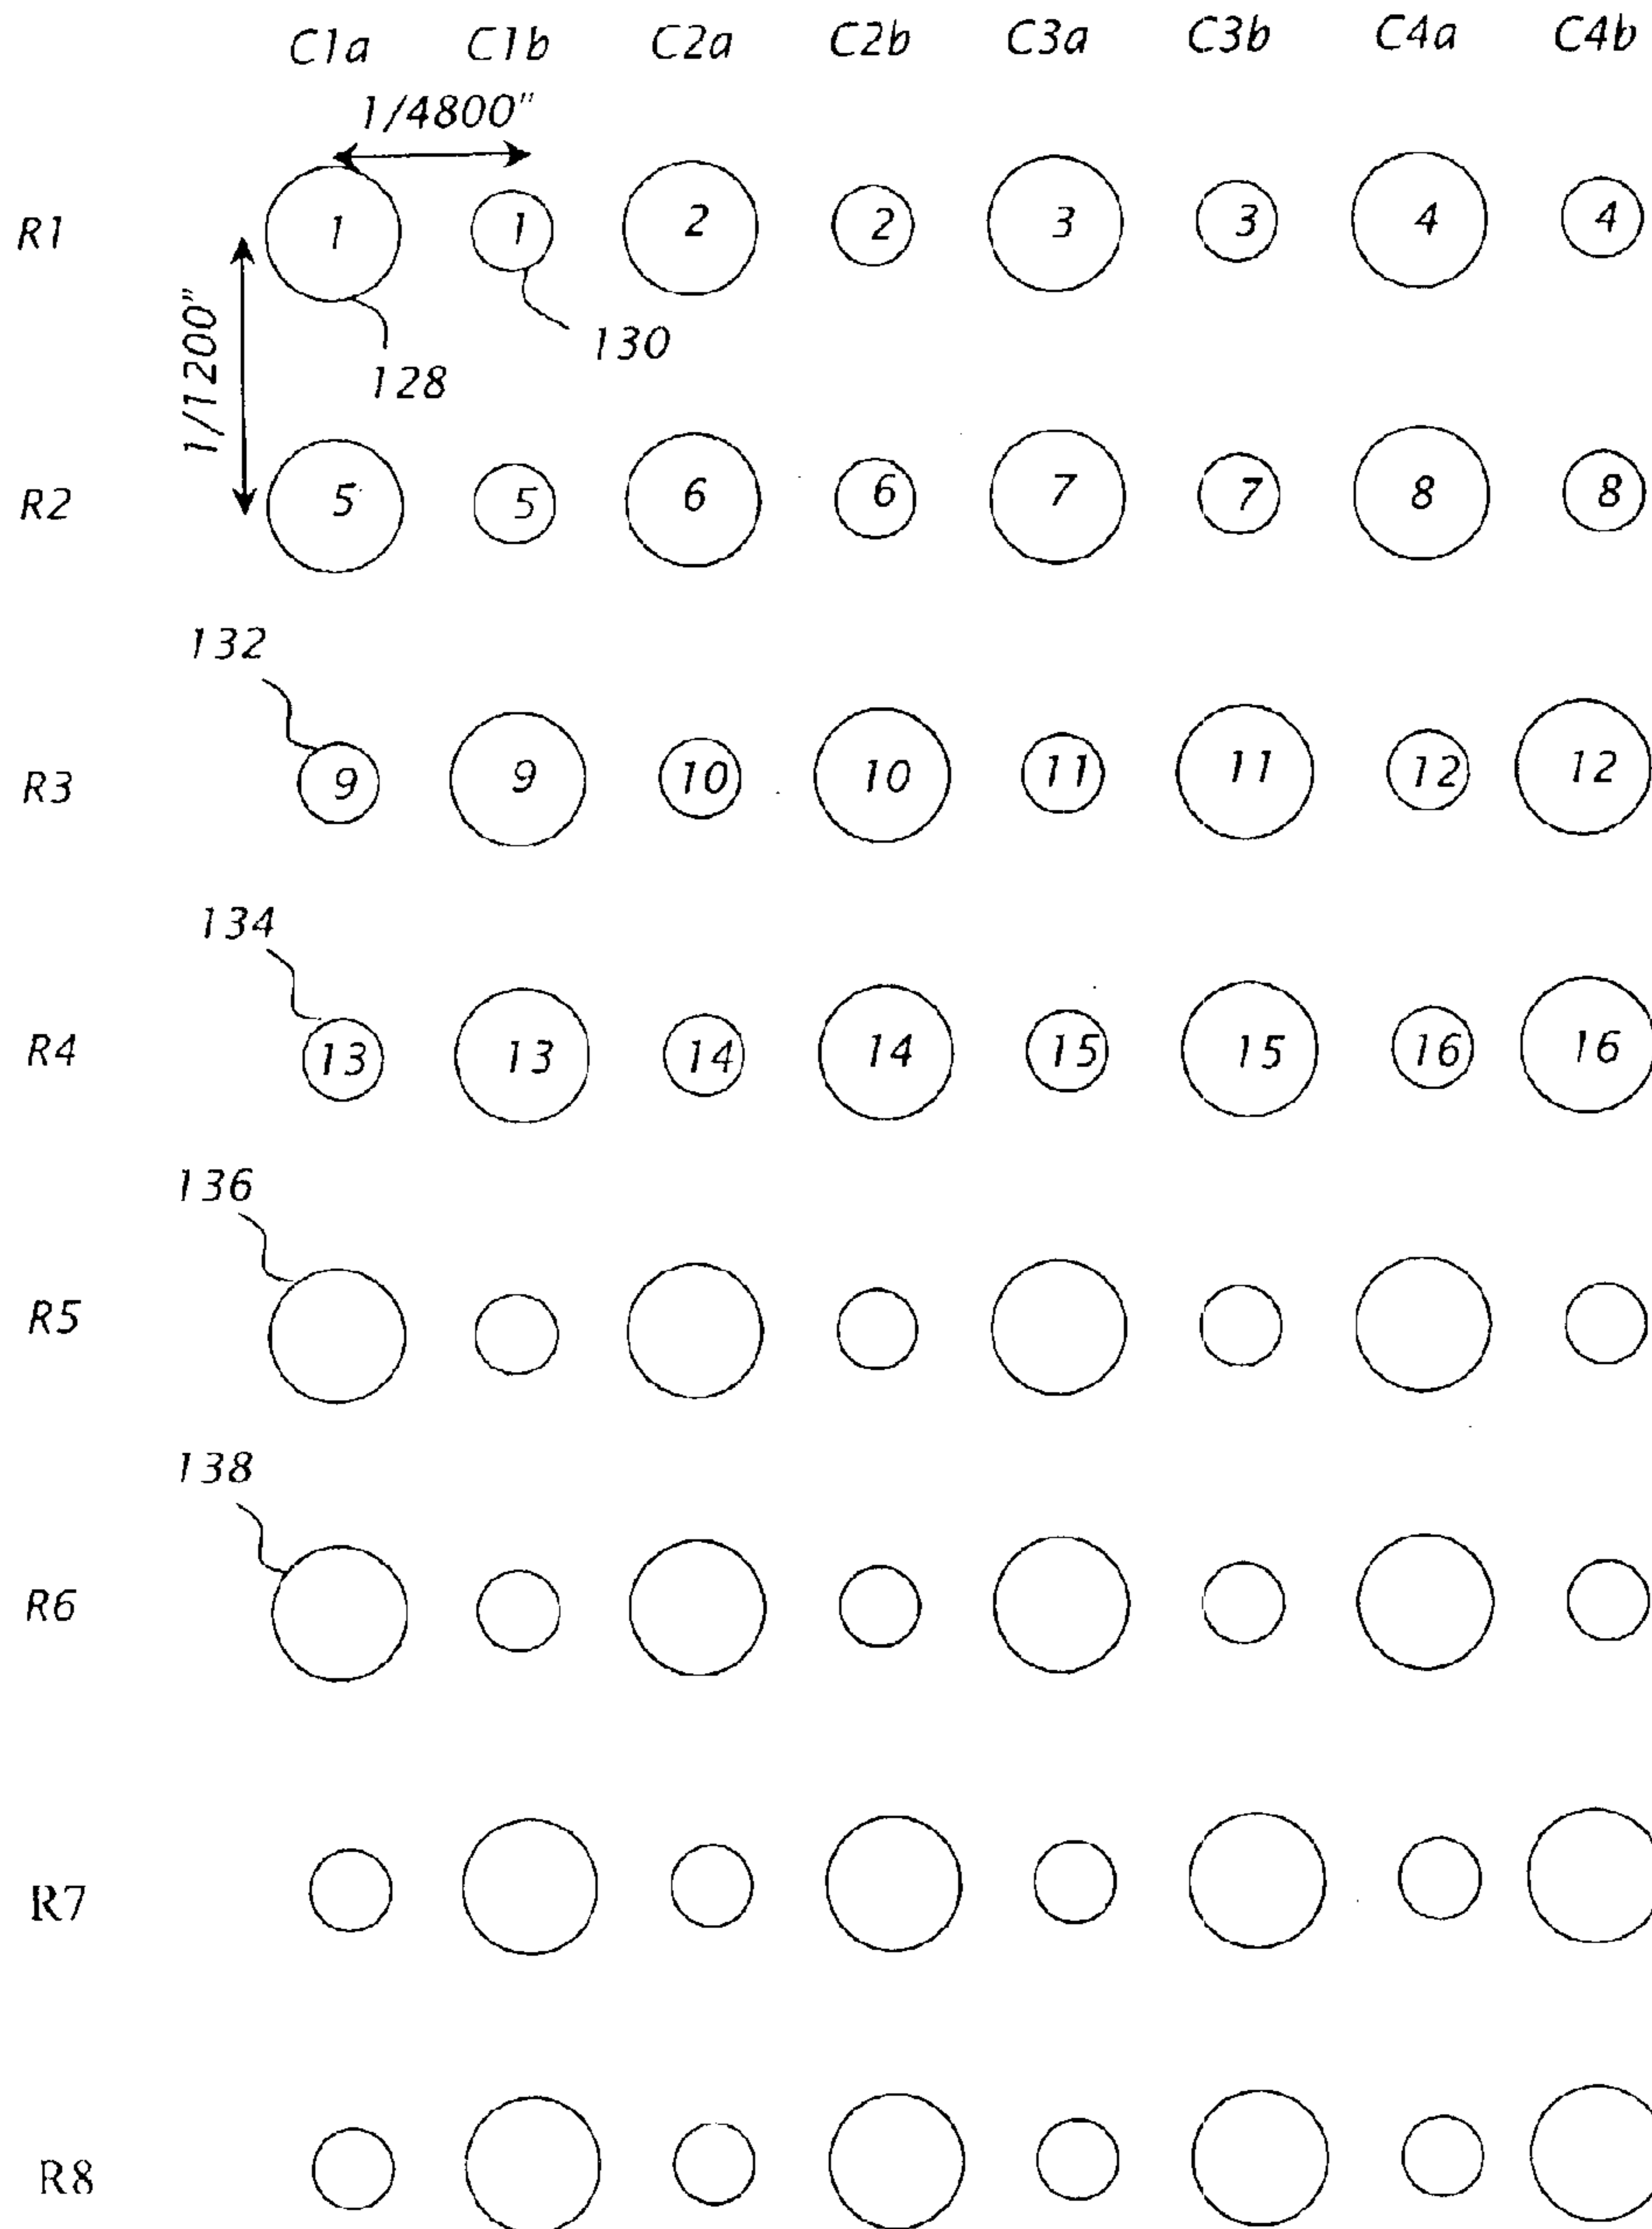 C1a C1b C2a C2b C3a C3b C4a C4b
1/4800"
R1 1 1 2 2 3 3 4 4
130
1/1200"
128
R2 5 5 6 6 7 7 8 8
132
R3 9 9 10 10 11 11 12 12
134
R4 13 13 14 14 15 15 16 16
136
R5
138
R6
R7
R8